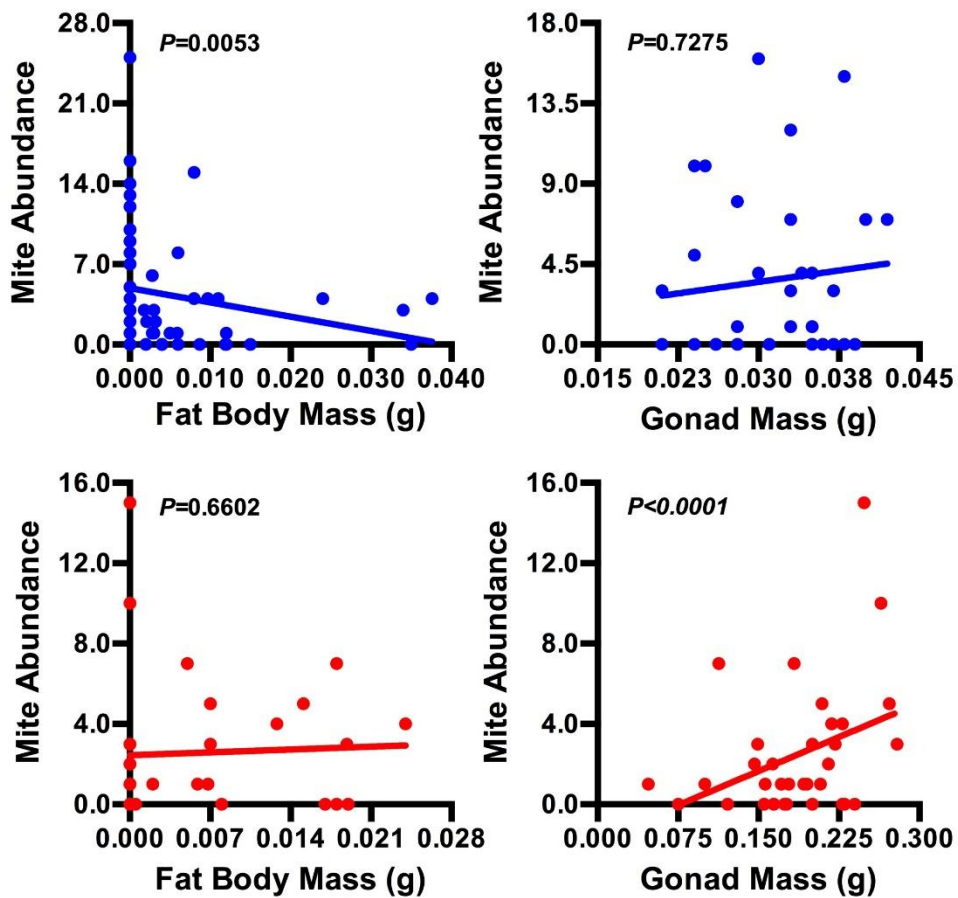 Mite Abundance
28.0
21.0
14.0
7.0
0.0
P=0.0053
0.000 0.010 0.020 0.030 0.040
Fat Body Mass (g)
Mite Abundance
18.0
13.5
9.0
4.5
0.0
P=0.7275
0.015 0.023 0.030 0.038 0.045
Gonad Mass (g)
Mite Abundance
16.0
12.0
8.0
4.0
0.0
P=0.6602
0.000 0.007 0.014 0.021 0.028
Fat Body Mass (g)
Mite Abundance
16.0
12.0
8.0
4.0
0.0
P<0.0001
0.000 0.075 0.150 0.225 0.300
Gonad Mass (g)